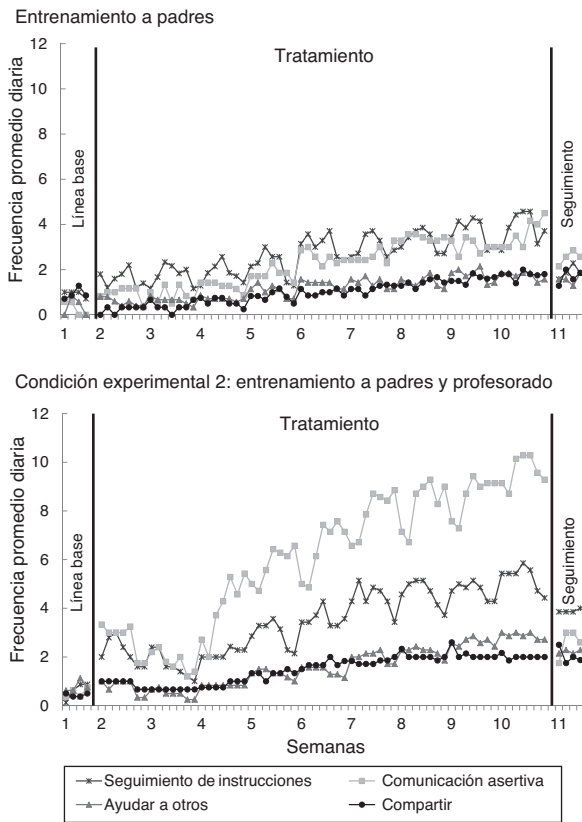 Entrenamiento a padres
12
10
8
6
4
2
0
Frecuencia promedio diaria
Línea base
Tratamiento
Seguimiento
1 2 3 4 5 6 7 8 9 10 11
Condición experimental 2: entrenamiento a padres y profesorado
12
10
8
6
4
2
0
Frecuencia promedio diaria
Línea base
Tratamiento
Seguimiento
1 2 3 4 5 6 7 8 9 10 11
Semanas
Seguimiento de instrucciones Comunicación asertiva
Ayudar a otros Compartir